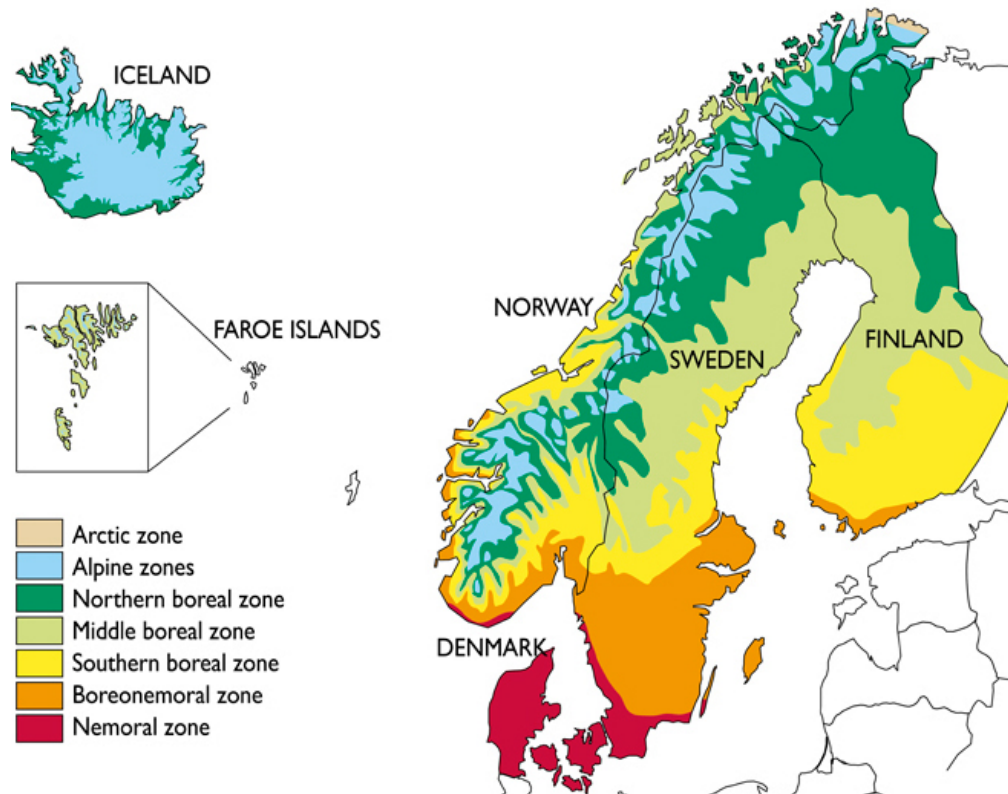 ICELAND
NORWAY
FAROE ISLANDS
SWEDEN
FINLAND
DENMARK
Arctic zone
Alpine zones
Northern boreal zone
Middle boreal zone
Southern boreal zone
Boreonemoral zone
Nemoral zone